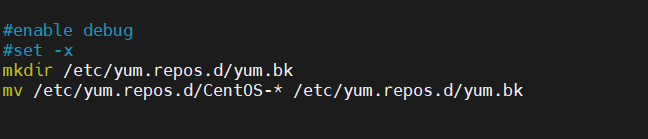 #enable debug
#set -x
mkdir /etc/yum.repos.d/yum.bk
mv /etc/yum.repos.d/CentOS-* /etc/yum.repos.d/yum.bk